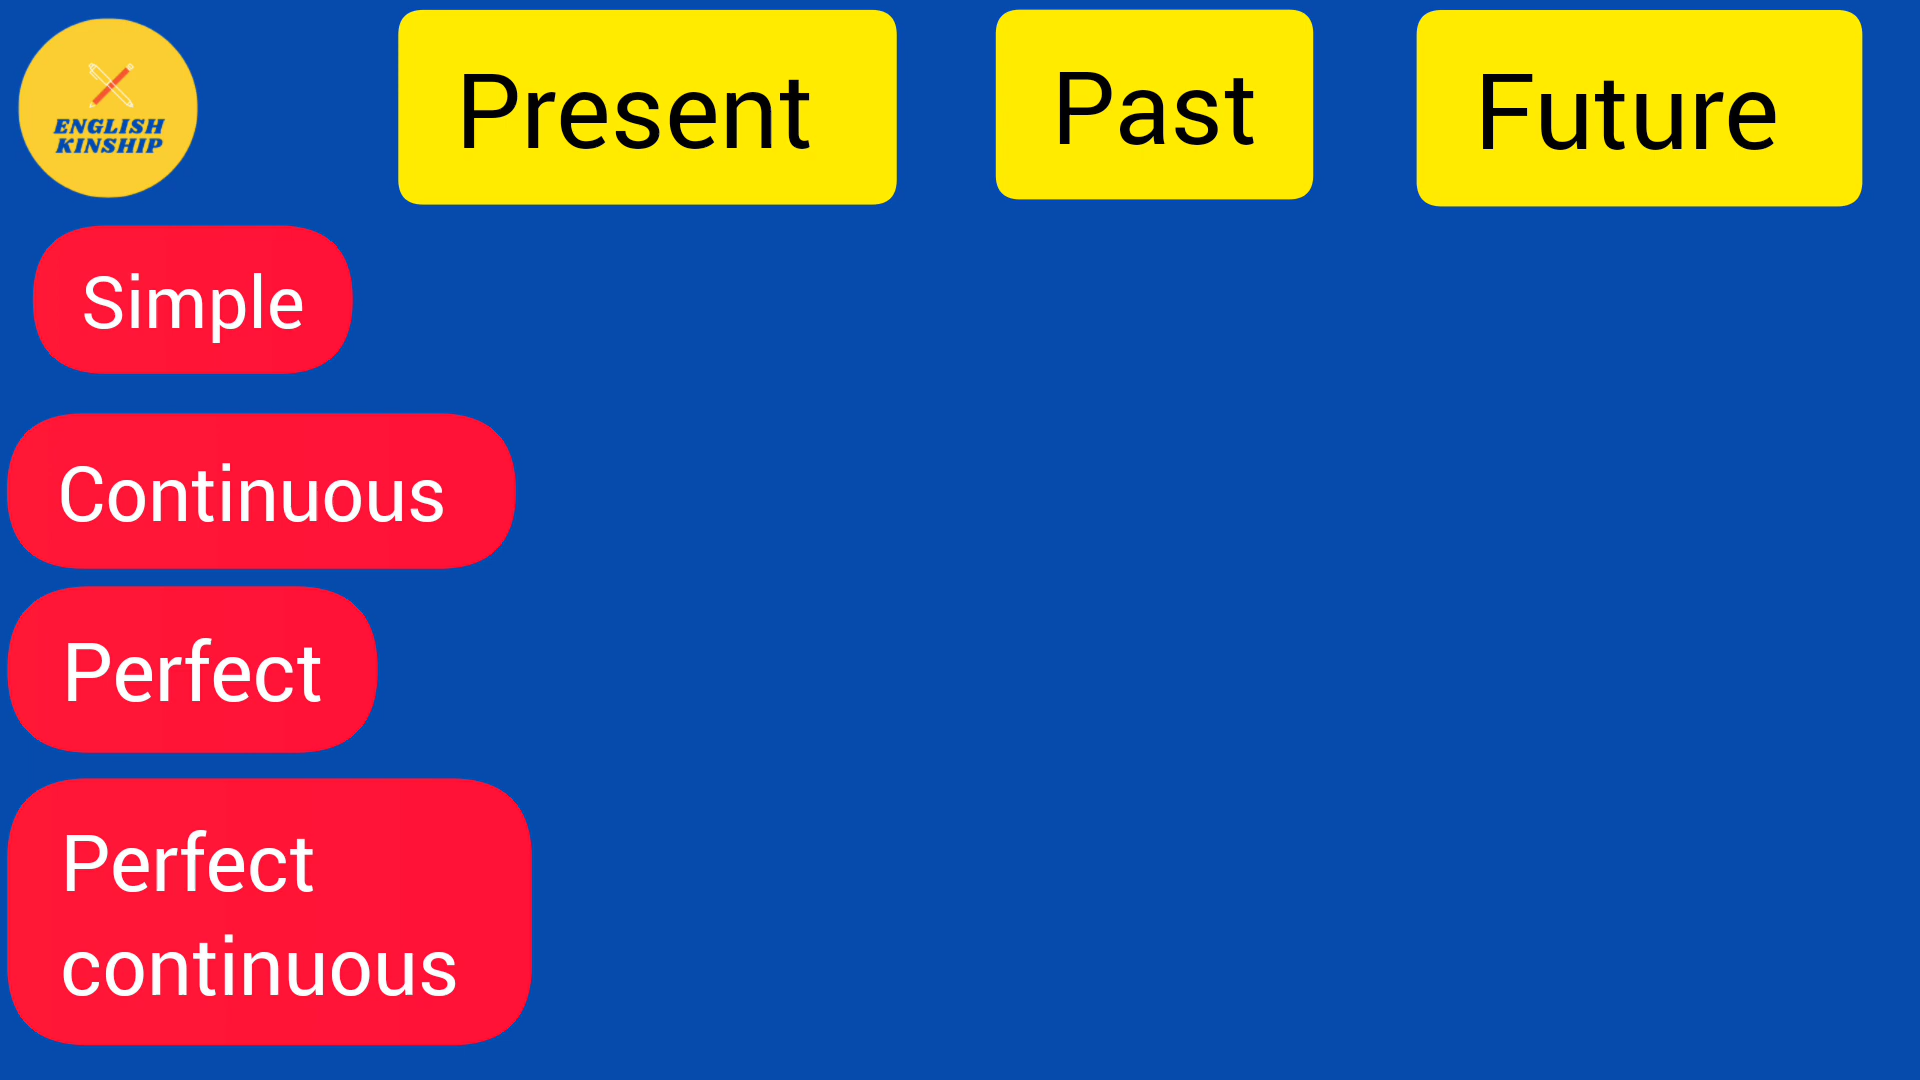 ENGLISH
KINSHIP
Present
Past
Future
Simple
Continuous
Perfect
Perfect
continuous